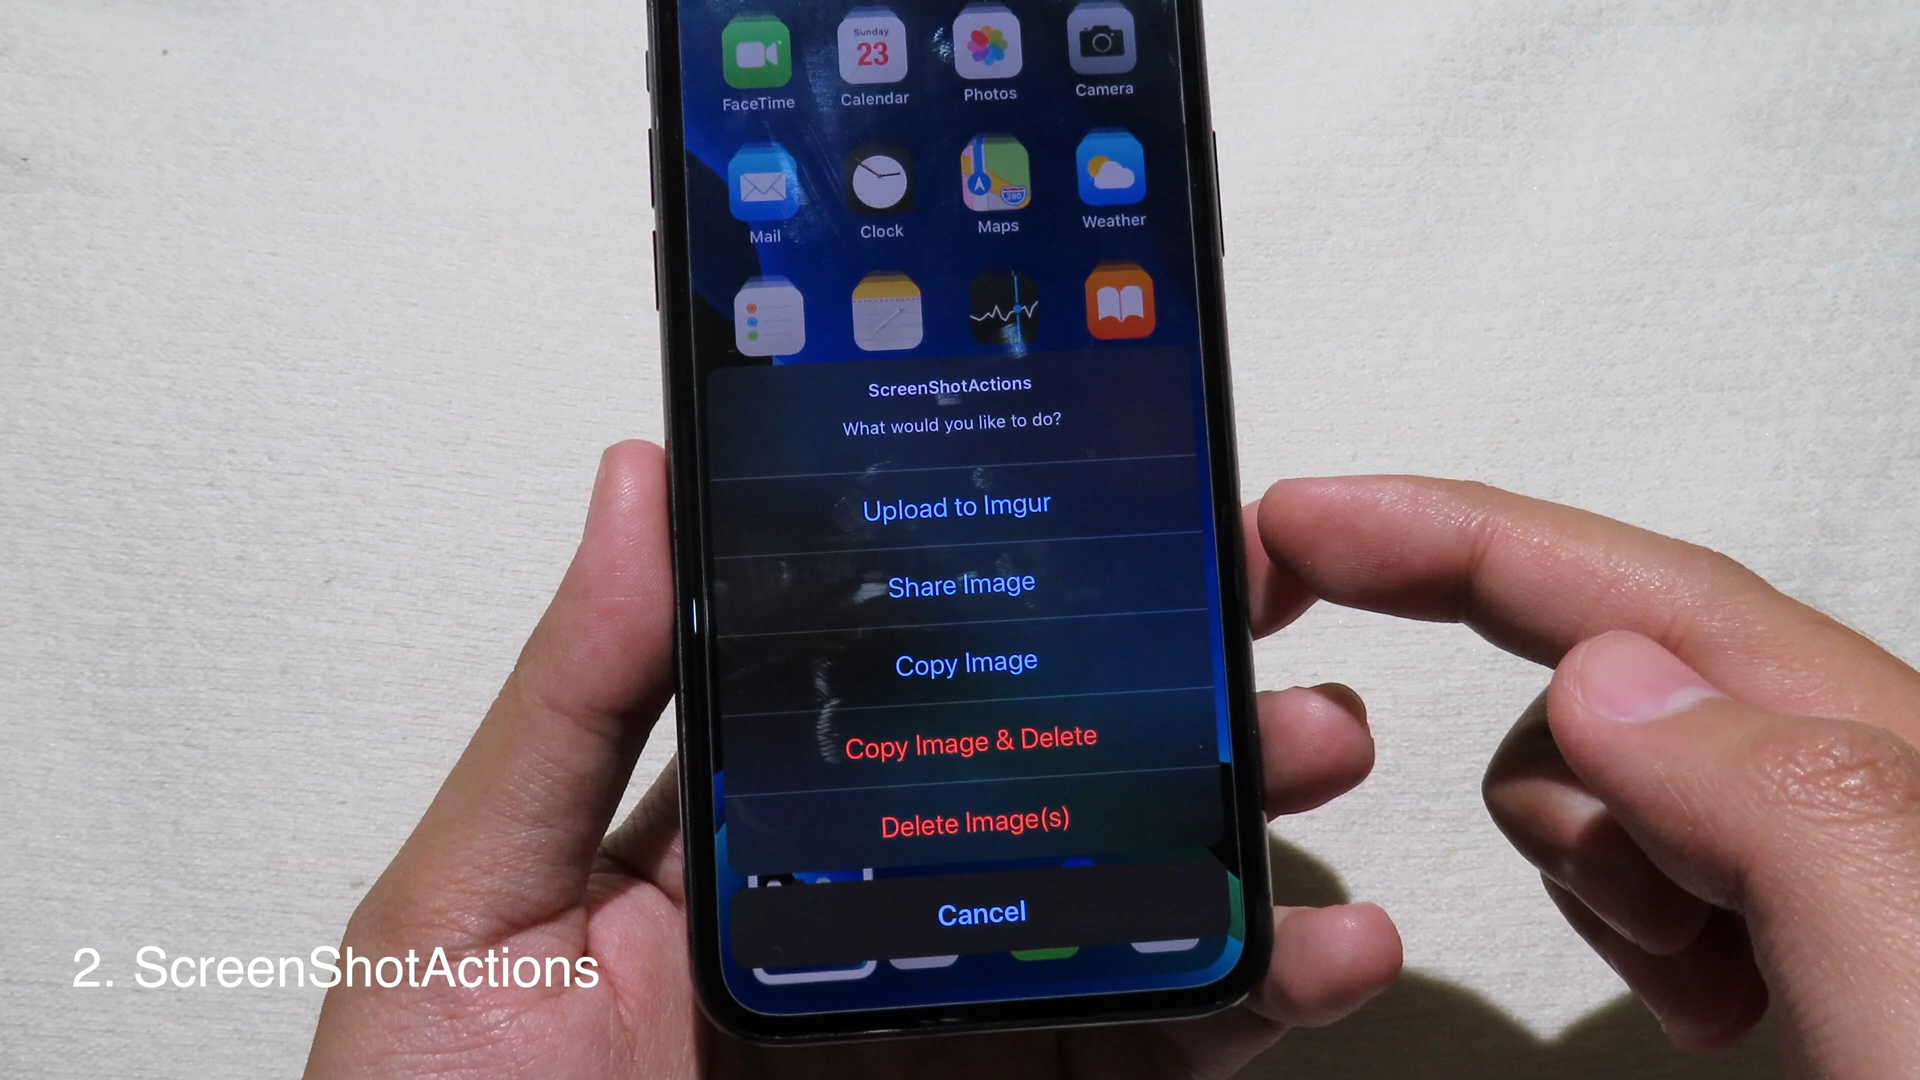 FaceTime
Sunday
23
Calendar
Photos
Camera
Mail
Clock
280
Maps
Weather
ScreenShotActions
What would you like to do?
Upload to Imgur
Share Image
Copy Image
Copy Image & Delete
Delete Image(s)
Cancel
2. ScreenShotActions